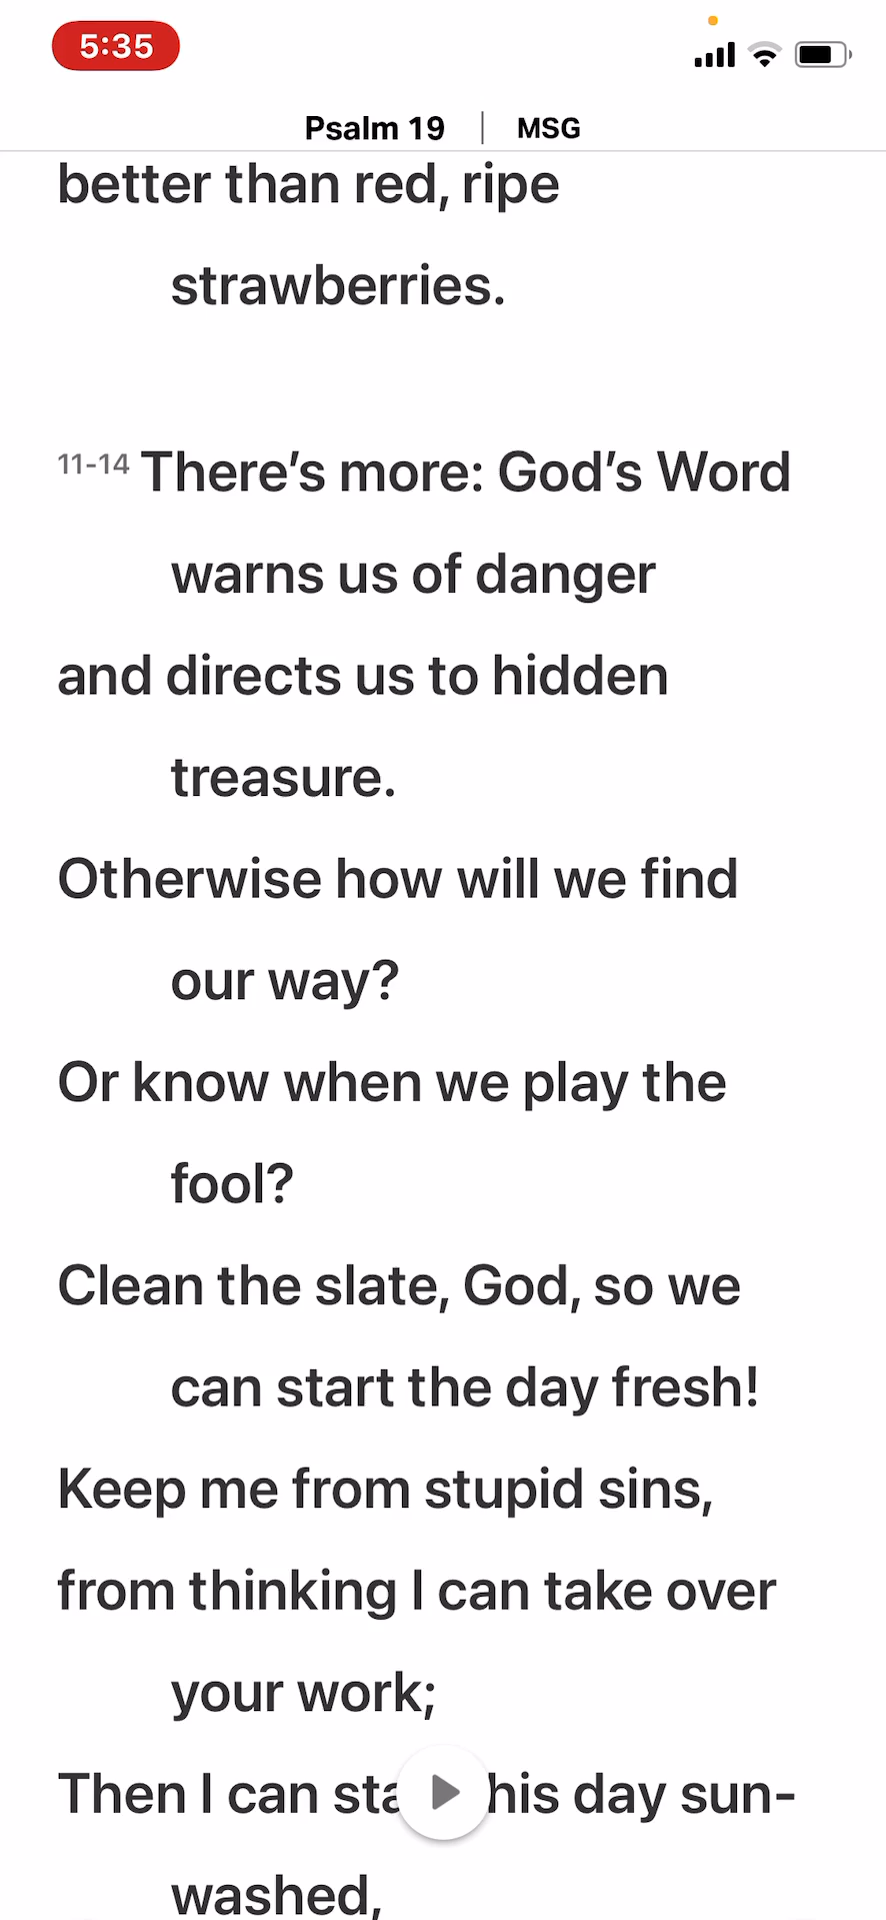 5:35
Psalm 19 | MSG
better than red, ripe
strawberries.
11-14 There’s more: God’s Word
warns us of danger
and directs us to hidden
treasure.
Otherwise how will we find
our way?
Or know when we play the
fool?
Clean the slate, God, so we
can start the day fresh!
Keep me from stupid sins,
from thinking I can take over
your work;
Then I can day sun-
washed,